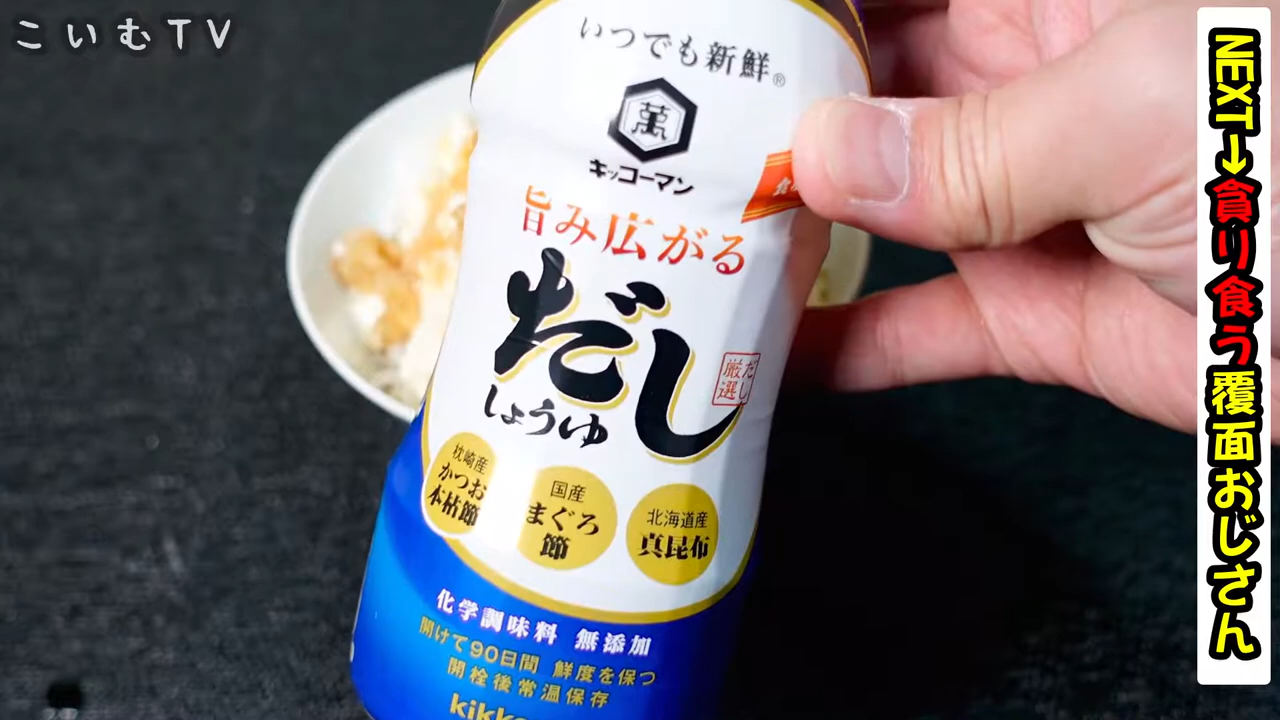 こいむTV
いつでも新鮮®
萬
キッコーマン
旨み広がる
だし
しょうゆ
だし
厳選
枕崎産
かつお
本枯節
国産
まぐろ
節
北海道産
真昆布
化学調味料 無添加
開けて90日間 鮮度を保つ
開栓後常温保存
kikko
NEXT→貪り食う覆面おじさん